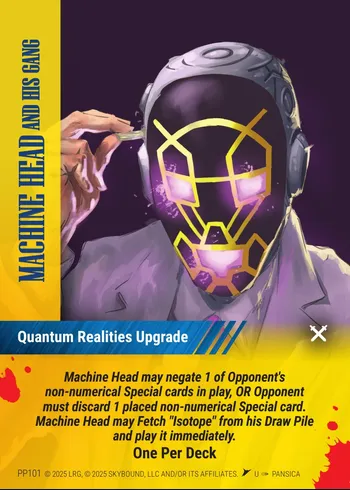 MACHINE HEAD AND HIS GANG
Quantum Realities Upgrade
Machine Head may negate 1 of Opponent's
non-numerical Special cards in play, OR Opponent
must discard 1 placed non-numerical Special card.
Machine Head may Fetch "Isotope" from his Draw Pile
and play it immediately.
One Per Deck
PP101 © 2025 LRG, © 2025 SKYBOUND, LLC AND/OR ITS AFFILIATES. U PANSICA